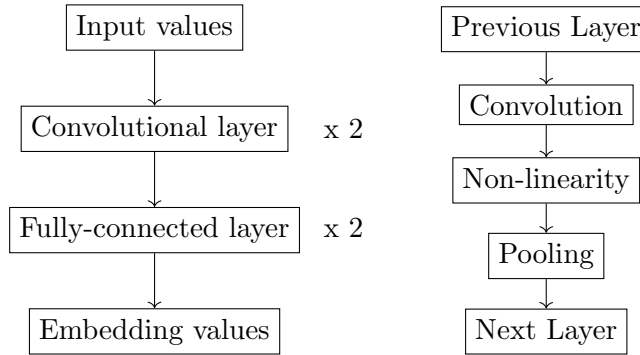 Input values
Convolutional layer x 2
Fully-connected layer x 2
Embedding values
Previous Layer
Convolution
Non-linearity
Pooling
Next Layer